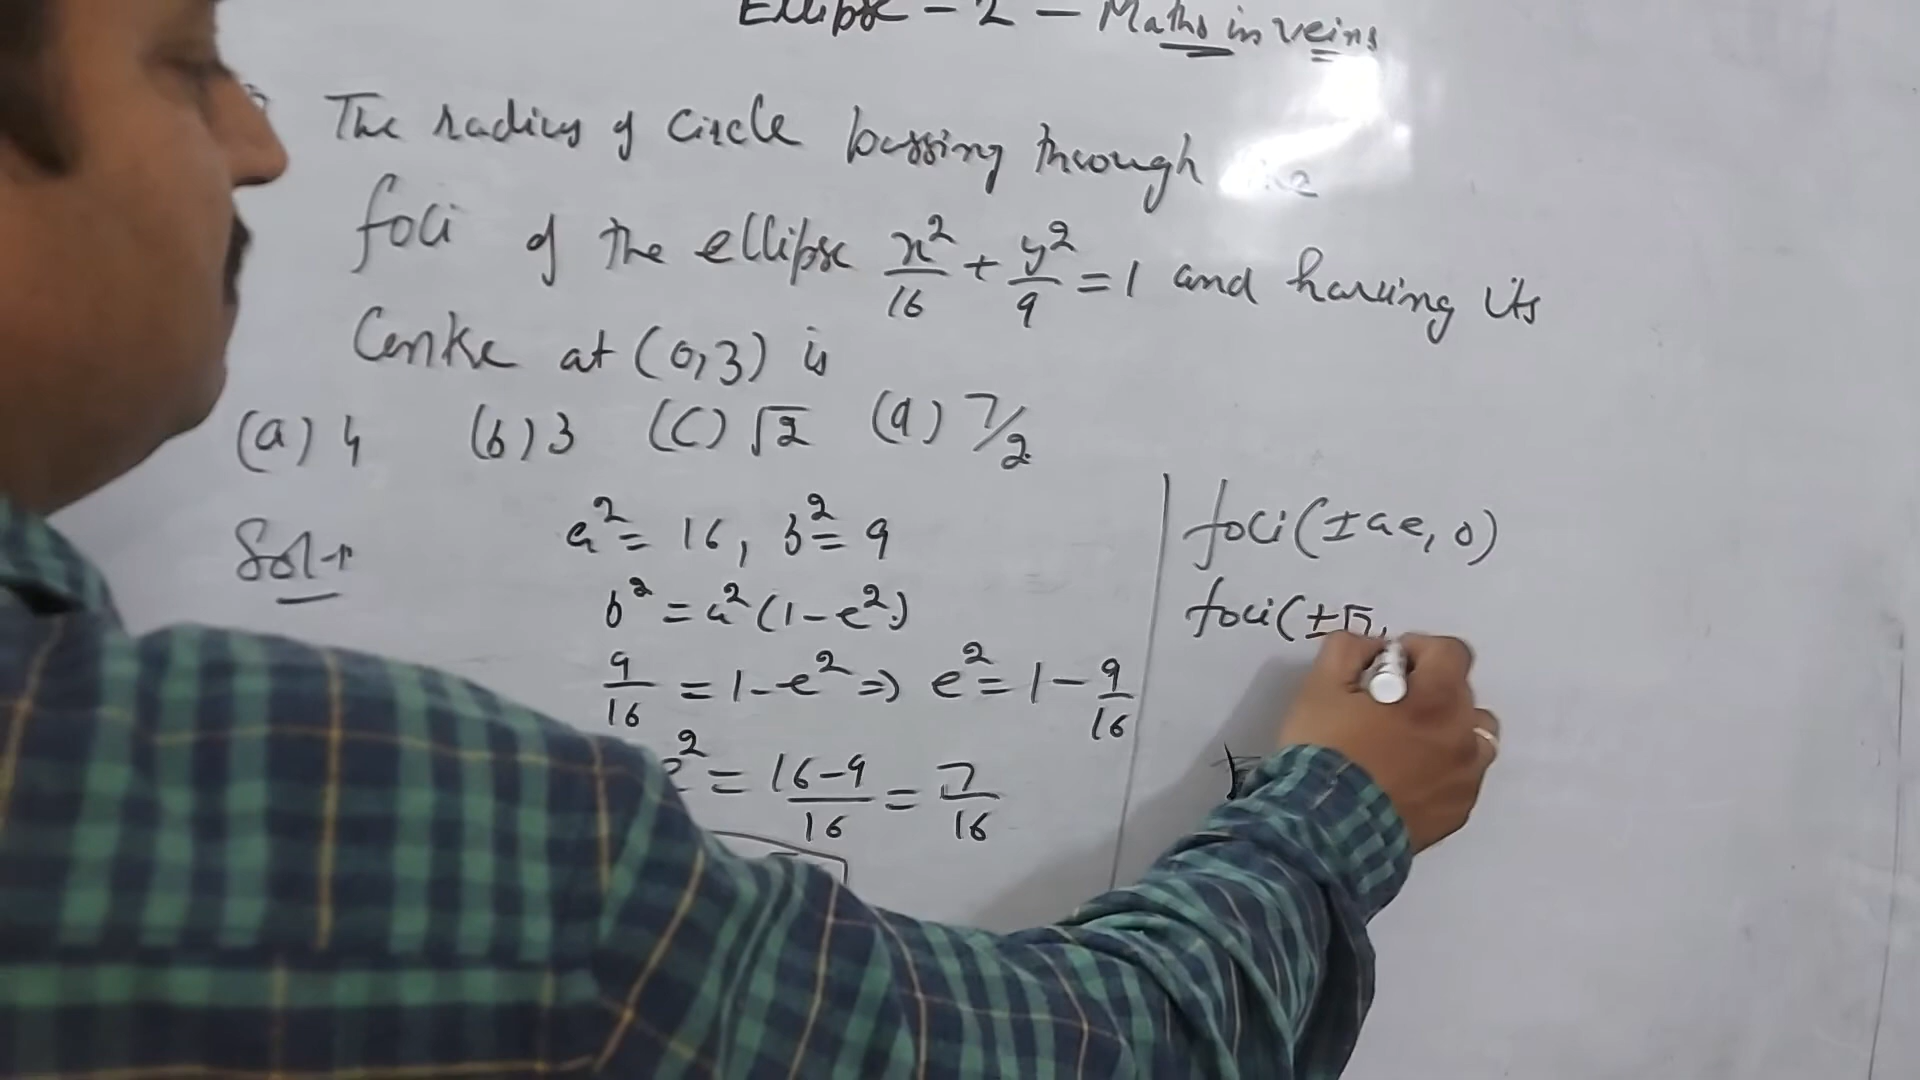 Ellipse - 2 - Maths in veins
The radius of circle passing through the
foci of the ellipse x²/16 + y²/9 = 1 and having its
Centre at (0,3) is
(a) 4 (b) 3 (c) √2 (d) 7/2
Sol+
a² = 16, b² = 9
b² = a²(1-e²)
9/16 = 1-e² => e² = 1 - 9/16
e² = 16-9/16 = 7/16
foci (±ae, 0)
foci (±√7,